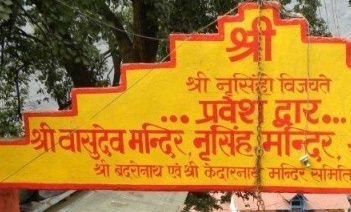 श्री
श्री नृसिंहो विजयते
... प्रवेश द्वार ...
श्री वासुदेव मन्दिर नृसिंह मन्दिर
श्री बदरीनाथ एवं श्री केदारनाथ मन्दिर समिति